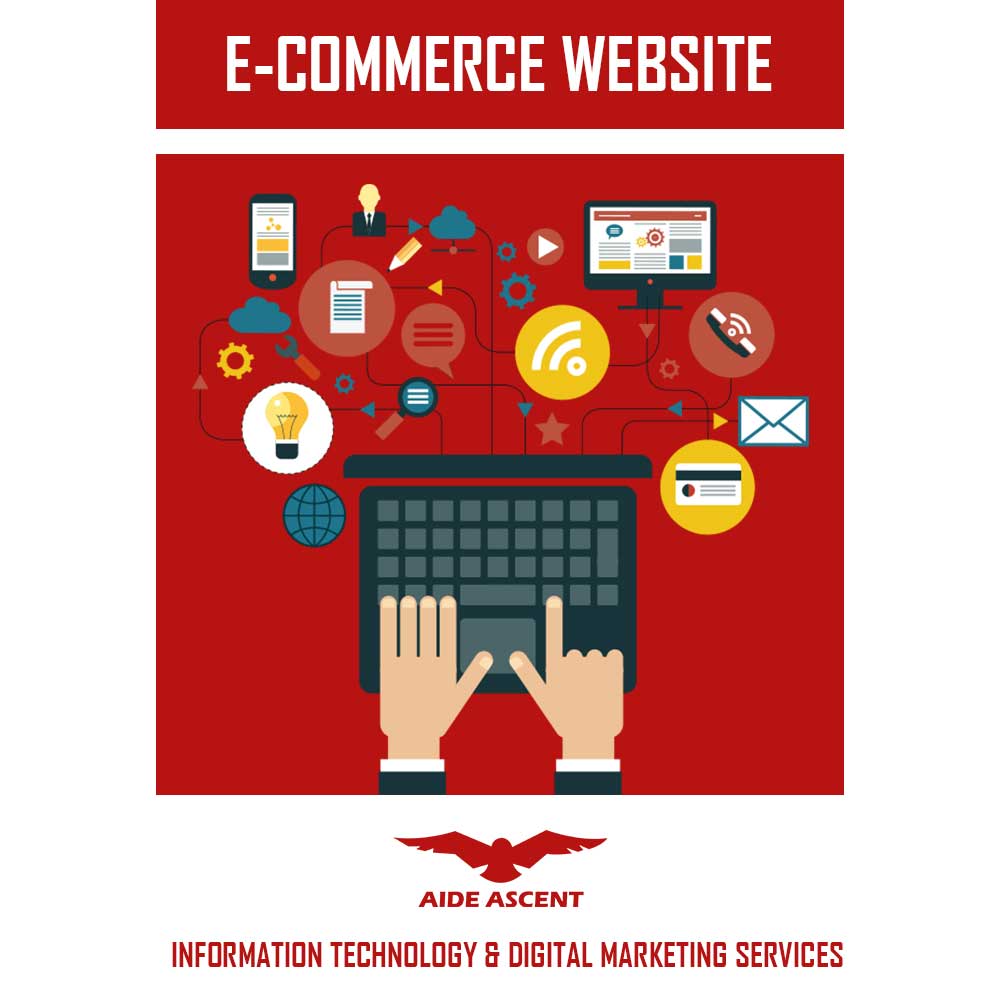 E-COMMERCE WEBSITE
AIDE ASCENT
INFORMATION TECHNOLOGY & DIGITAL MARKETING SERVICES